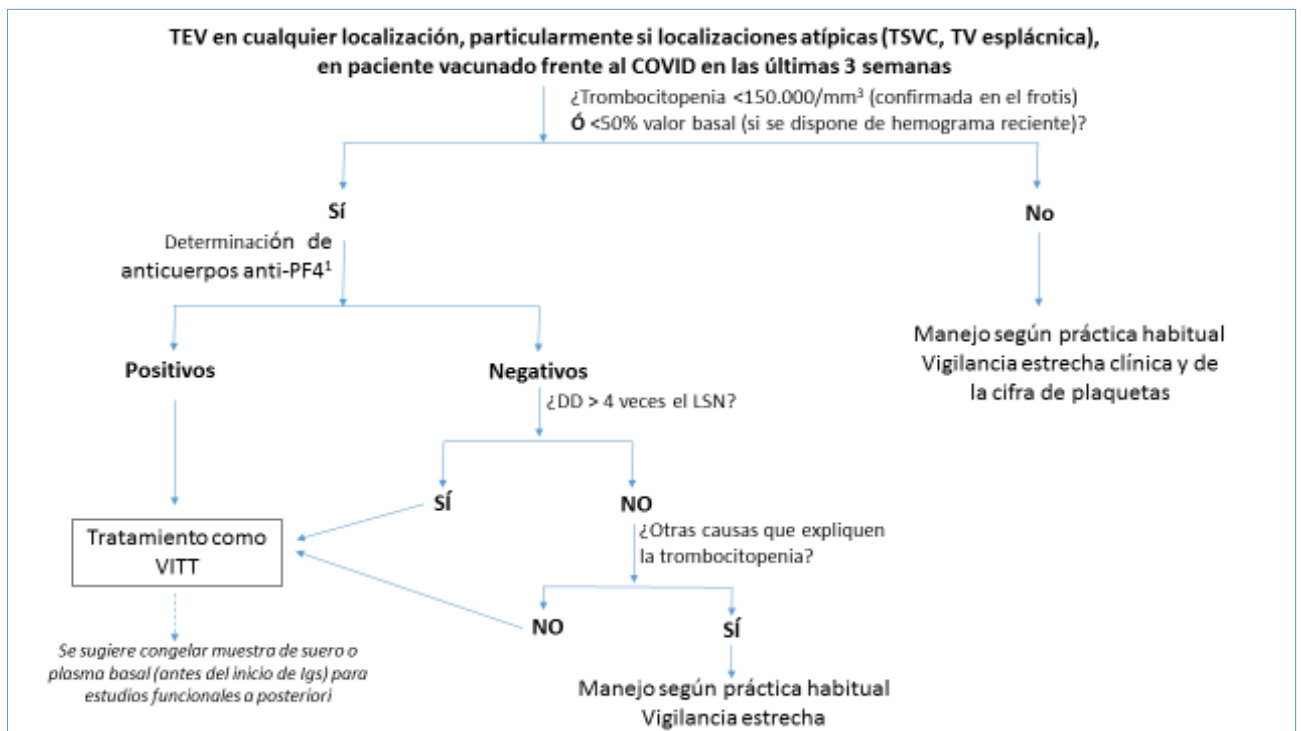 TEV en cualquier localización, particularmente si localizaciones atípicas (TSVC, TV esplácnica),
en paciente vacunado frente al COVID en las últimas 3 semanas
¿Trombocitopenia <150.000/mm³ (confirmada en el frotis)
Ó <50% valor basal (si se dispone de hemograma reciente)?
Sí
No
Determinación de
anticuerpos anti-PF4¹
Manejo según práctica habitual
Vigilancia estrecha clínica y de
la cifra de plaquetas
Positivos
Negativos
¿DD > 4 veces el LSN?
SÍ
NO
¿Otras causas que expliquen
la trombocitopenia?
Tratamiento como
VITT
NO
SÍ
Se sugiere congelar muestra de suero o
plasma basal (antes del inicio de Igs) para
estudios funcionales a posteriori
Manejo según práctica habitual
Vigilancia estrecha